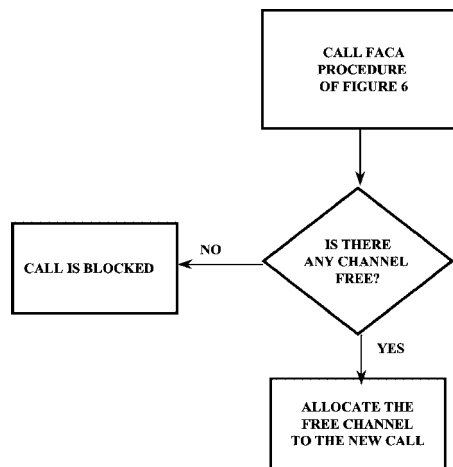 CALL FACA
PROCEDURE
OF FIGURE 6
IS THERE
ANY CHANNEL
FREE?
NO
CALL IS BLOCKED
YES
ALLOCATE THE
FREE CHANNEL
TO THE NEW CALL